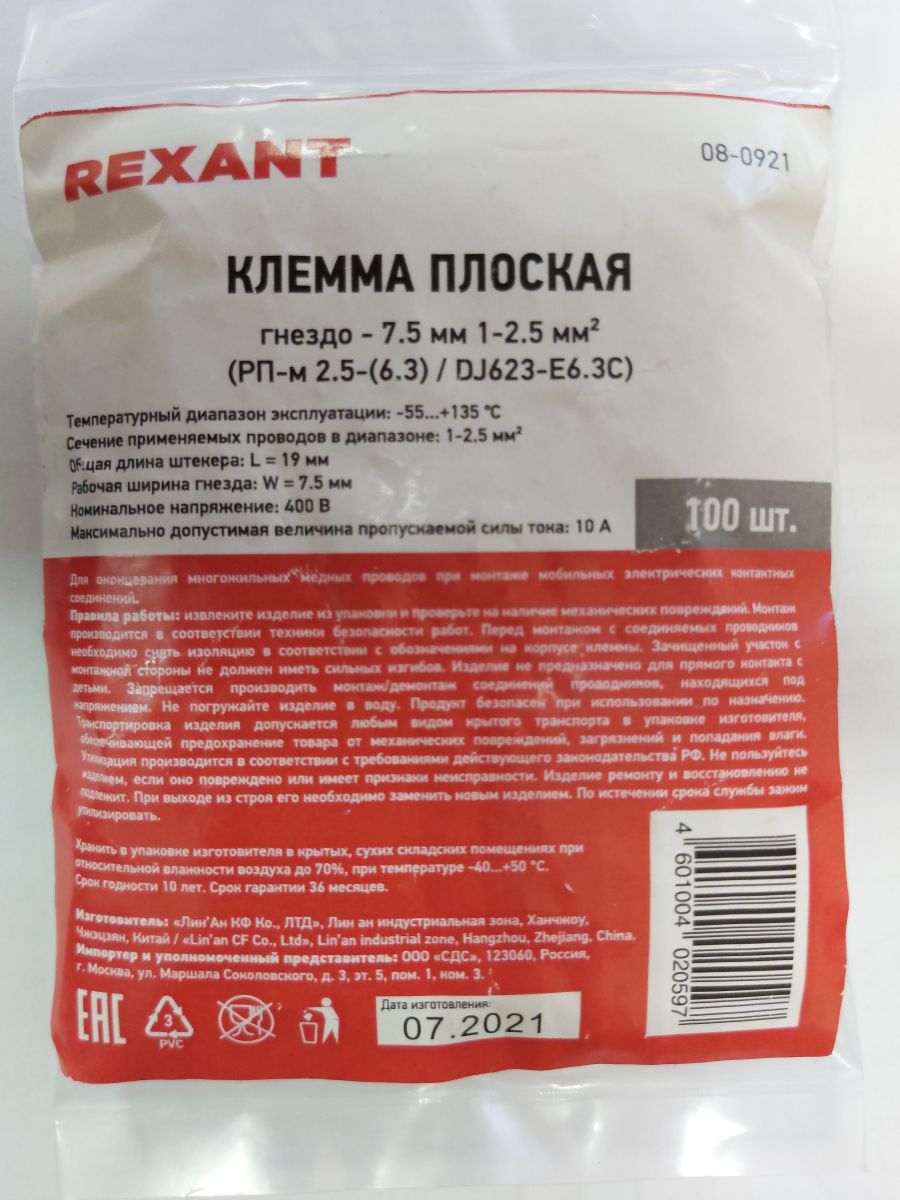 REXANT
08-0921
КЛЕММА ПЛОСКАЯ
гнездо - 7.5 мм 1-2.5 мм²
(РП-м 2.5-(6.3) / DJ623-E6.3C)
Температурный диапазон эксплуатации: -55...+135 °C
Сечение применяемых проводов в диапазоне: 1-2.5 мм²
Общая длина штекера: L = 19 мм
Рабочая ширина гнезда: W = 7.5 мм
Номинальное напряжение: 400 В
Максимально допустимая величина пропускаемой силы тока: 10 А
100 шт.
Для оконцевания многожильных медных проводов при монтаже мобильных электрических контактных
соединений.
Правила работы: извлеките изделие из упаковки и проверьте на наличие механических повреждений. Монтаж
производится в соответствии техники безопасности работ. Перед монтажом с соединяемых проводников
необходимо снять изоляцию в соответствии с обозначениями на корпусе клеммы. Зачищенный участок с
монтажной стороны не должен иметь сильных изгибов. Изделие не предназначено для прямого контакта с
детьми. Запрещается производить монтаж/демонтаж соединений проводников, находящихся под
напряжением. Не погружайте изделие в воду. Продукт безопасен при использовании по назначению.
Транспортировка изделия допускается любым видом крытого транспорта в упаковке изготовителя,
обеспечивающей предохранение товара от механических повреждений, загрязнений и попадания влаги.
Утилизация производится в соответствии с требованиями действующего законодательства РФ. Не пользуйтесь
изделием, если оно повреждено или имеет признаки неисправности. Изделие ремонту и восстановлению не
подлежит. При выходе из строя его необходимо заменить новым изделием. По истечении срока службы зажим
утилизировать.
Хранить в упаковке изготовителя в крытых, сухих складских помещениях при
относительной влажности воздуха до 70%, при температуре -40...+50 °C.
Срок годности 10 лет. Срок гарантии 36 месяцев.
Изготовитель: «Лин'Ан КФ Ко., ЛТД», Лин ан индустриальная зона, Ханчжоу,
Чжэцзян, Китай / «Lin'an CF Co., Ltd», Lin'an industrial zone, Hangzhou, Zhejiang, China.
Импортер и уполномоченный представитель: ООО «СДС», 123060, Россия,
г. Москва, ул. Маршала Соколовского, д. 3, эт. 5, пом. 1, ком. 3.
EAC
3
PVC
Дата изготовления:
07.2021
4 601004 020597